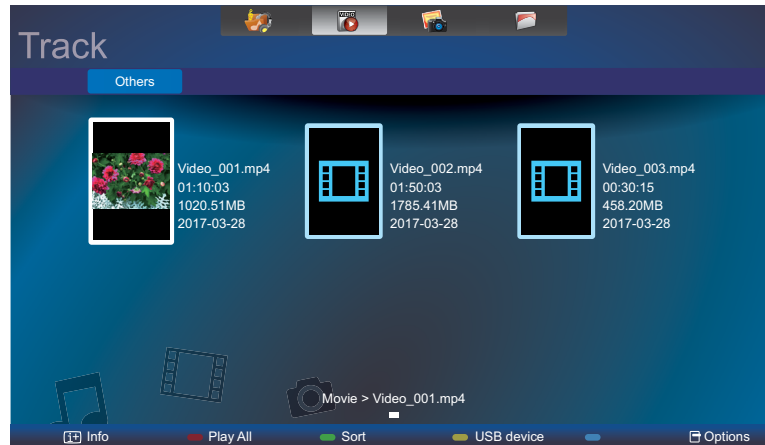 VIDEO
Track
Others
Video_001.mp4
01:10:03
1020.51MB
2017-03-28
Video_002.mp4
01:50:03
1785.41MB
2017-03-28
Video_003.mp4
00:30:15
458.20MB
2017-03-28
Movie > Video_001.mp4
i+ Info
Play All
Sort
USB device
Options